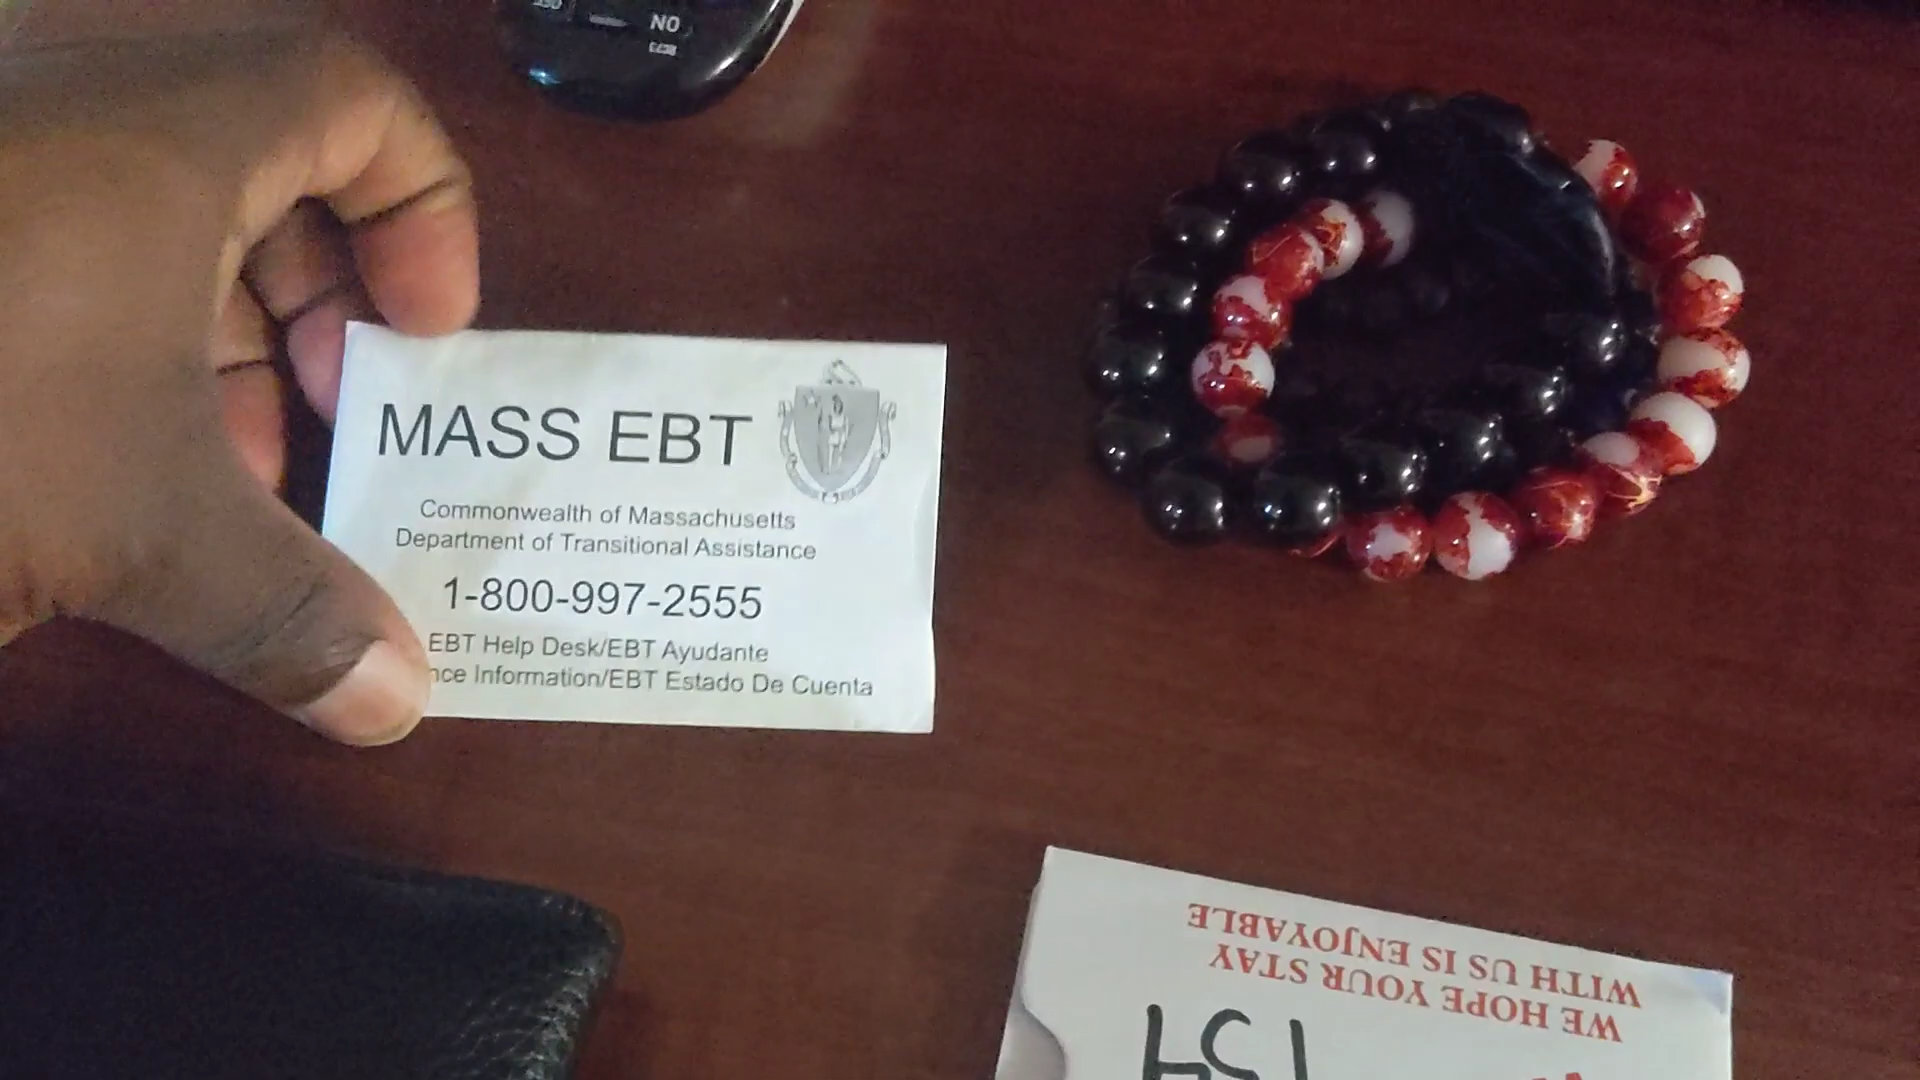 ON
MASS EBT
Commonwealth of Massachusetts
Department of Transitional Assistance
1-800-997-2555
EBT Help Desk/EBT Ayudante
nce Information/EBT Estado De Cuenta
WE HOPE YOUR STAY
WITH US IS ENJOYABLE